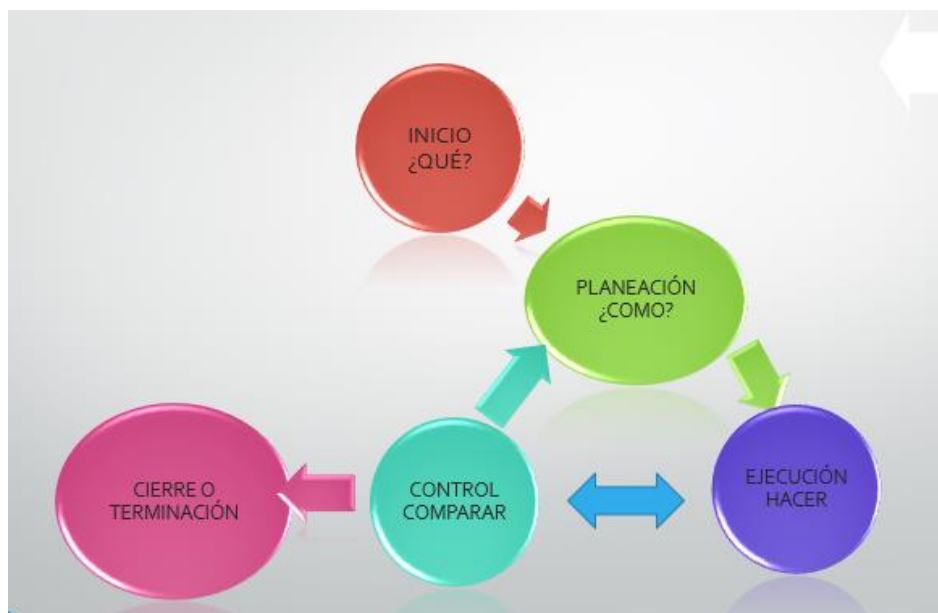 INICIO
¿QUÉ?
PLANEACIÓN
¿COMO?
EJECUCIÓN
HACER
CONTROL
COMPARAR
CIERRE O
TERMINACIÓN